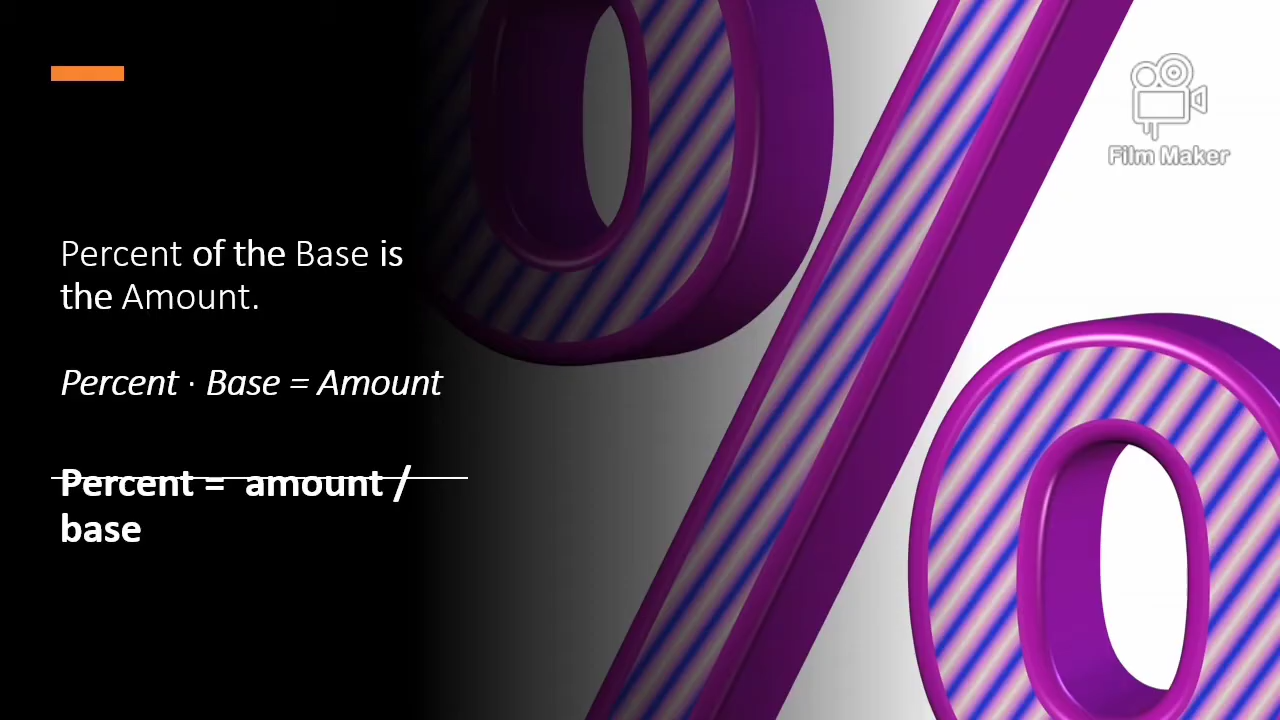 Film Maker
Percent of the Base is
the Amount.
Percent · Base = Amount
Percent = amount /
base